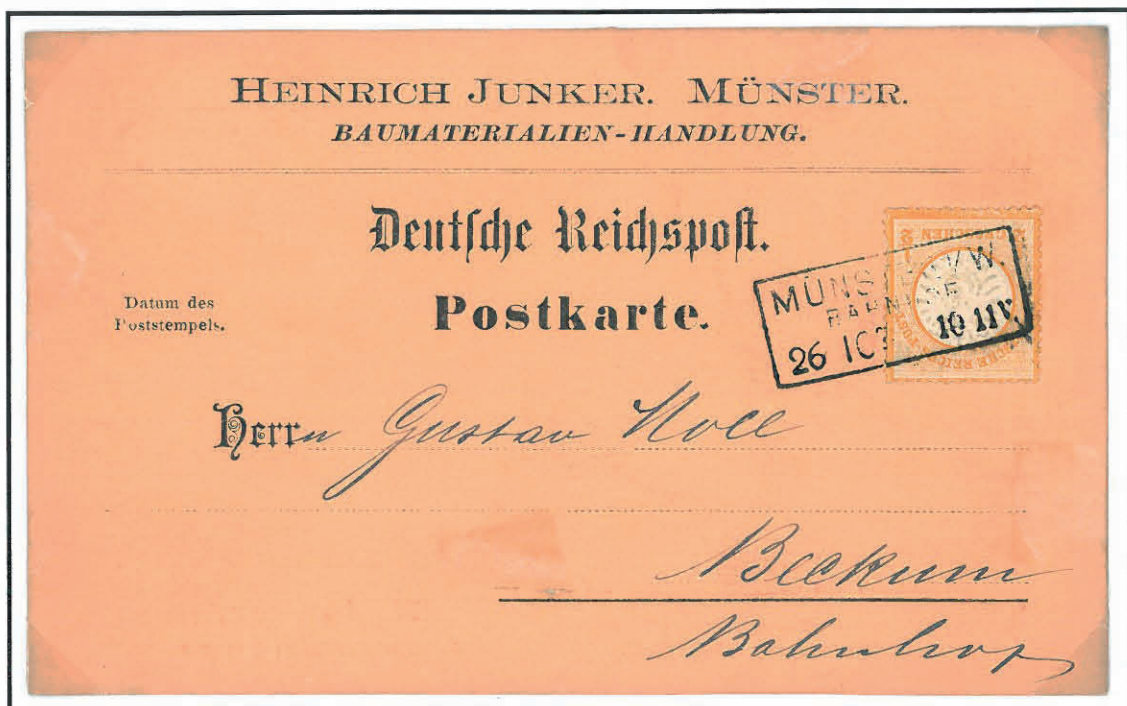 HEINRICH JUNKER. MÜNSTER.
BAUMATERIALIEN-HANDLUNG.
Deutsche Reichspost.
Datum des
Poststempels.
Postkarte.
MÜNS W.
26 10 11V.
Herrn Gustav Noll
Beckum
Bahnhof